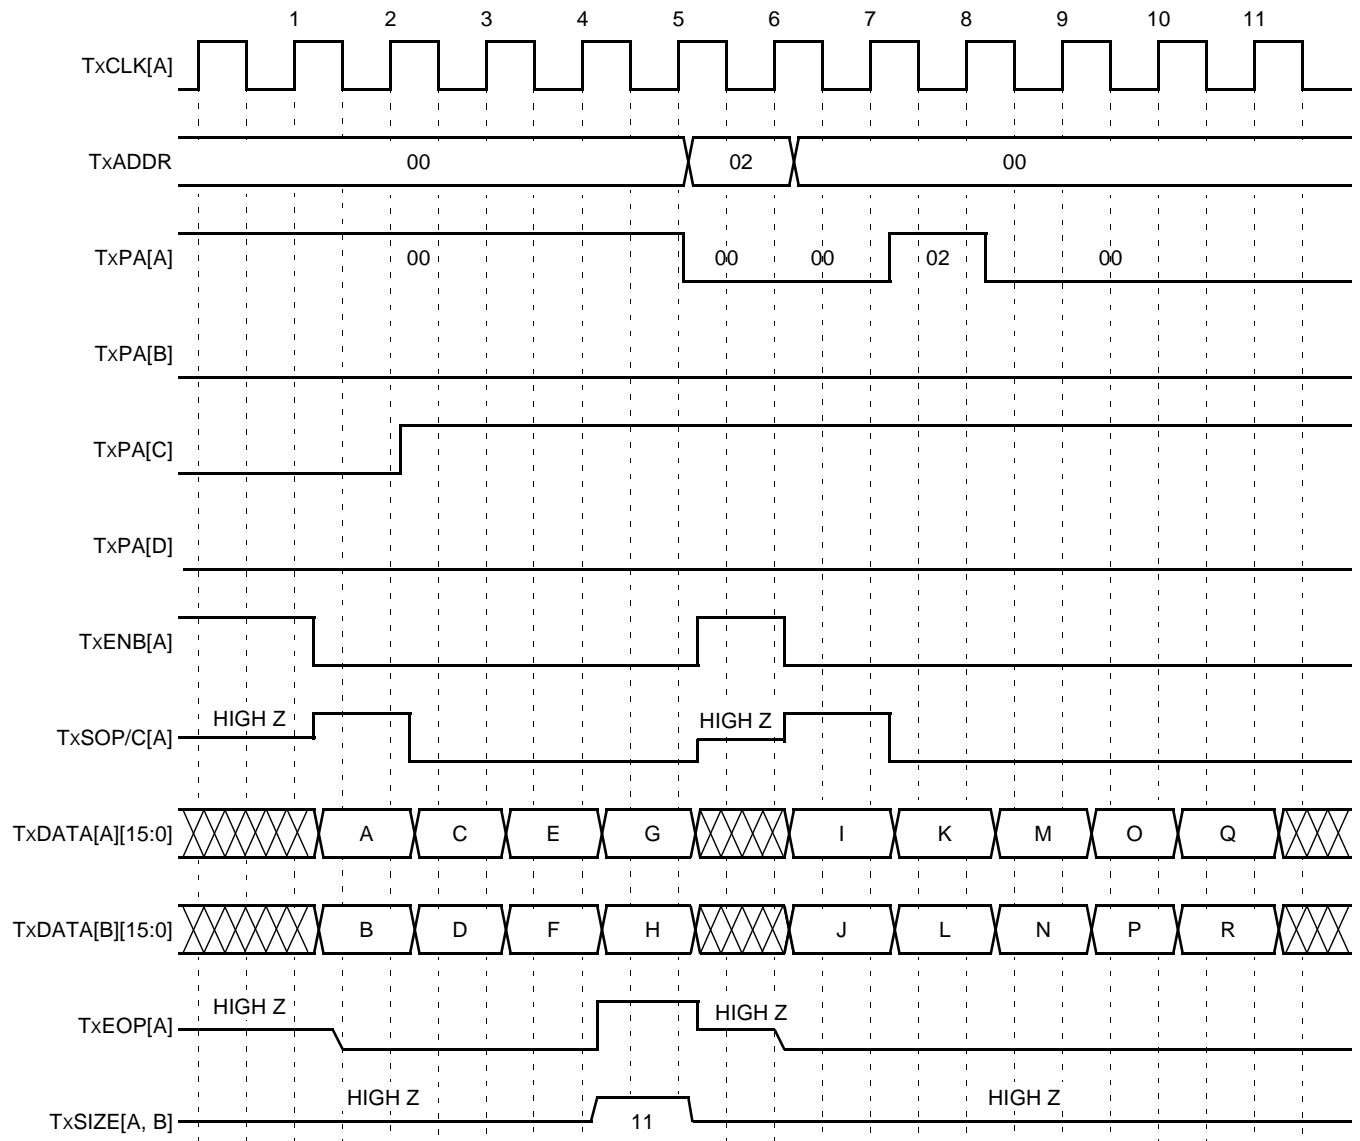 1 2 3 4 5 6 7 8 9 10 11
TxCLK[A]
TxADDR 00 02 00
TxPA[A] 00 00 00 02 00
TxPA[B]
TxPA[C]
TxPA[D]
TxENB[A]
TxSOP/C[A] HIGH Z HIGH Z
TxDATA[A][15:0] A C E G I K M O Q
TxDATA[B][15:0] B D F H J L N P R
TxEOP[A] HIGH Z HIGH Z
TxSIZE[A, B] HIGH Z 11 HIGH Z